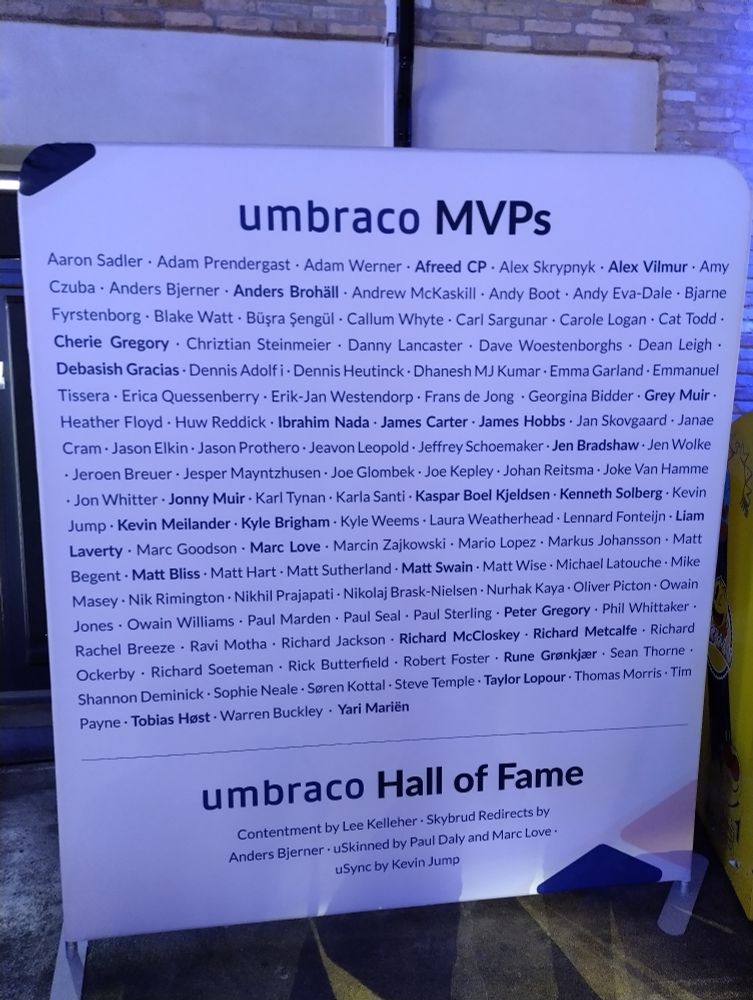 umbraco MVPs
Aaron Sadler · Adam Prendergast · Adam Werner · Afreed CP · Alex Skrypnyk · Alex Vilmur · Amy
Czuba · Anders Bjerner · Anders Brohäll · Andrew McKaskill · Andy Boot · Andy Eva-Dale · Bjarne
Fyrstenborg · Blake Watt · Büşra Şengül · Callum Whyte · Carl Sargunar · Carole Logan · Cat Todd ·
Cherie Gregory · Chriztian Steinmeier · Danny Lancaster · Dave Woestenborghs · Dean Leigh ·
Debasish Gracias · Dennis Adolfi · Dennis Heutinck · Dhanesh MJ Kumar · Emma Garland · Emmanuel
Tissera · Erica Quessenberry · Erik-Jan Westendorp · Frans de Jong · Georgina Bidder · Grey Muir ·
Heather Floyd · Huw Reddick · Ibrahim Nada · James Carter · James Hobbs · Jan Skovgaard · Janae
Cram · Jason Elkin · Jason Prothero · Jeavon Leopold · Jeffrey Schoemaker · Jen Bradshaw · Jen Wolke
· Jeroen Breuer · Jesper Mayntzhusen · Joe Glombek · Joe Kepley · Johan Reitsma · Joke Van Hamme
· Jon Whitter · Jonny Muir · Karl Tynan · Karla Santi · Kaspar Boel Kjeldsen · Kenneth Solberg · Kevin
Jump · Kevin Meilander · Kyle Brigham · Kyle Weems · Laura Weatherhead · Lennard Fonteijn · Liam
Laverty · Marc Goodson · Marc Love · Marcin Zajkowski · Mario Lopez · Markus Johansson · Matt
Begent · Matt Bliss · Matt Hart · Matt Sutherland · Matt Swain · Matt Wise · Michael Latouche · Mike
Masey · Nik Rimington · Nikhil Prajapati · Nikolaj Brask-Nielsen · Nurhak Kaya · Oliver Picton · Owain
Jones · Owain Williams · Paul Marden · Paul Seal · Paul Sterling · Peter Gregory · Phil Whittaker ·
Rachel Breeze · Ravi Motha · Richard Jackson · Richard McCloskey · Richard Metcalfe · Richard
Ockerby · Richard Soeteman · Rick Butterfield · Robert Foster · Rune Grønkjær · Sean Thorne ·
Shannon Deminick · Sophie Neale · Søren Kottal · Steve Temple · Taylor Lopour · Thomas Morris · Tim
Payne · Tobias Høst · Warren Buckley · Yari Mariën
umbraco Hall of Fame
Contentment by Lee Kelleher · Skybrud Redirects by
Anders Bjerner · uSkinned by Paul Daly and Marc Love ·
uSync by Kevin Jump